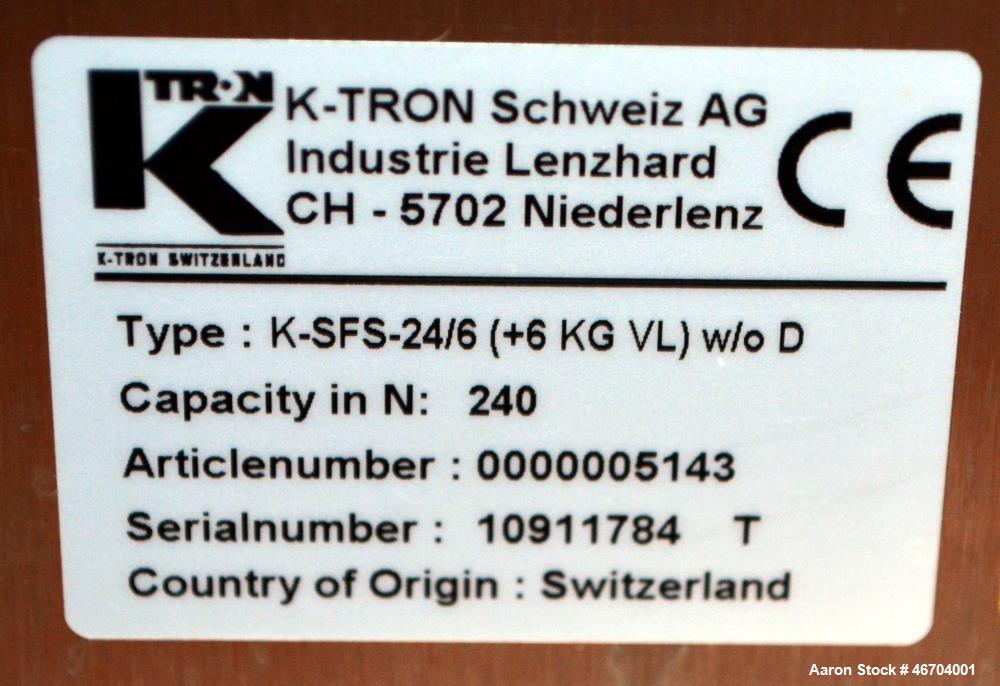 TRON
K
K-TRON SWITZERLAND
K-TRON Schweiz AG
Industrie Lenzhard
CH - 5702 Niederlenz
CE
Type : K-SFS-24/6 (+6 KG VL) w/o D
Capacity in N: 240
Articlenumber : 0000005143
Serialnumber : 10911784 T
Country of Origin : Switzerland
Aaron Stock # 46704001